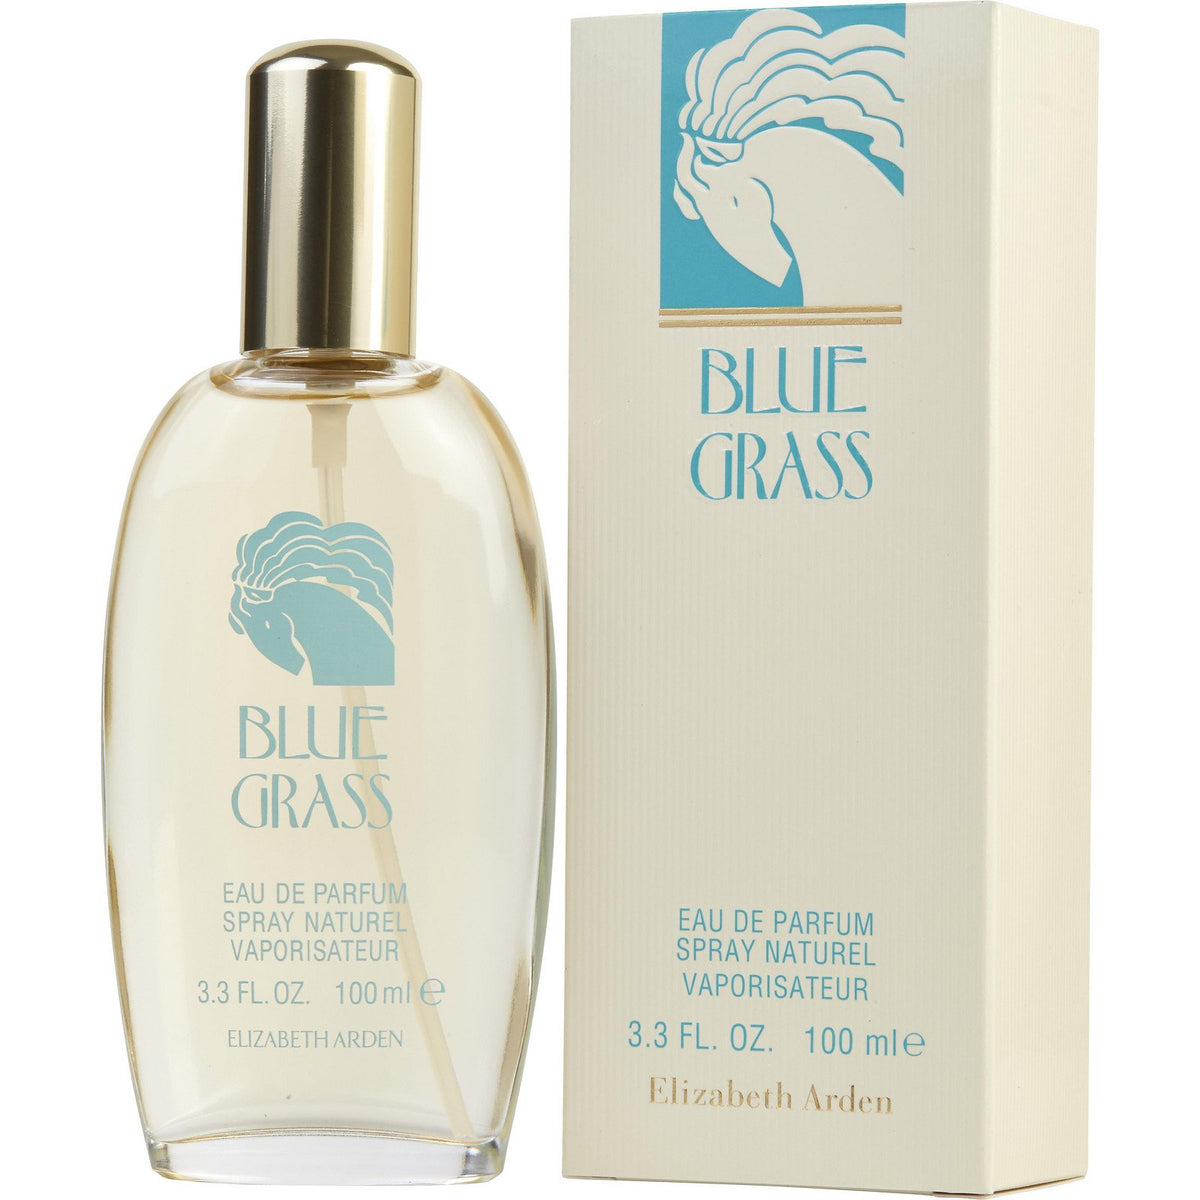 BLUE
GRASS
EAU DE PARFUM
SPRAY NATUREL
VAPORISATEUR
3.3 FL. OZ. 100 ml e
ELIZABETH ARDEN
BLUE
GRASS
EAU DE PARFUM
SPRAY NATUREL
VAPORISATEUR
3.3 FL. OZ. 100 ml e
Elizabeth Arden